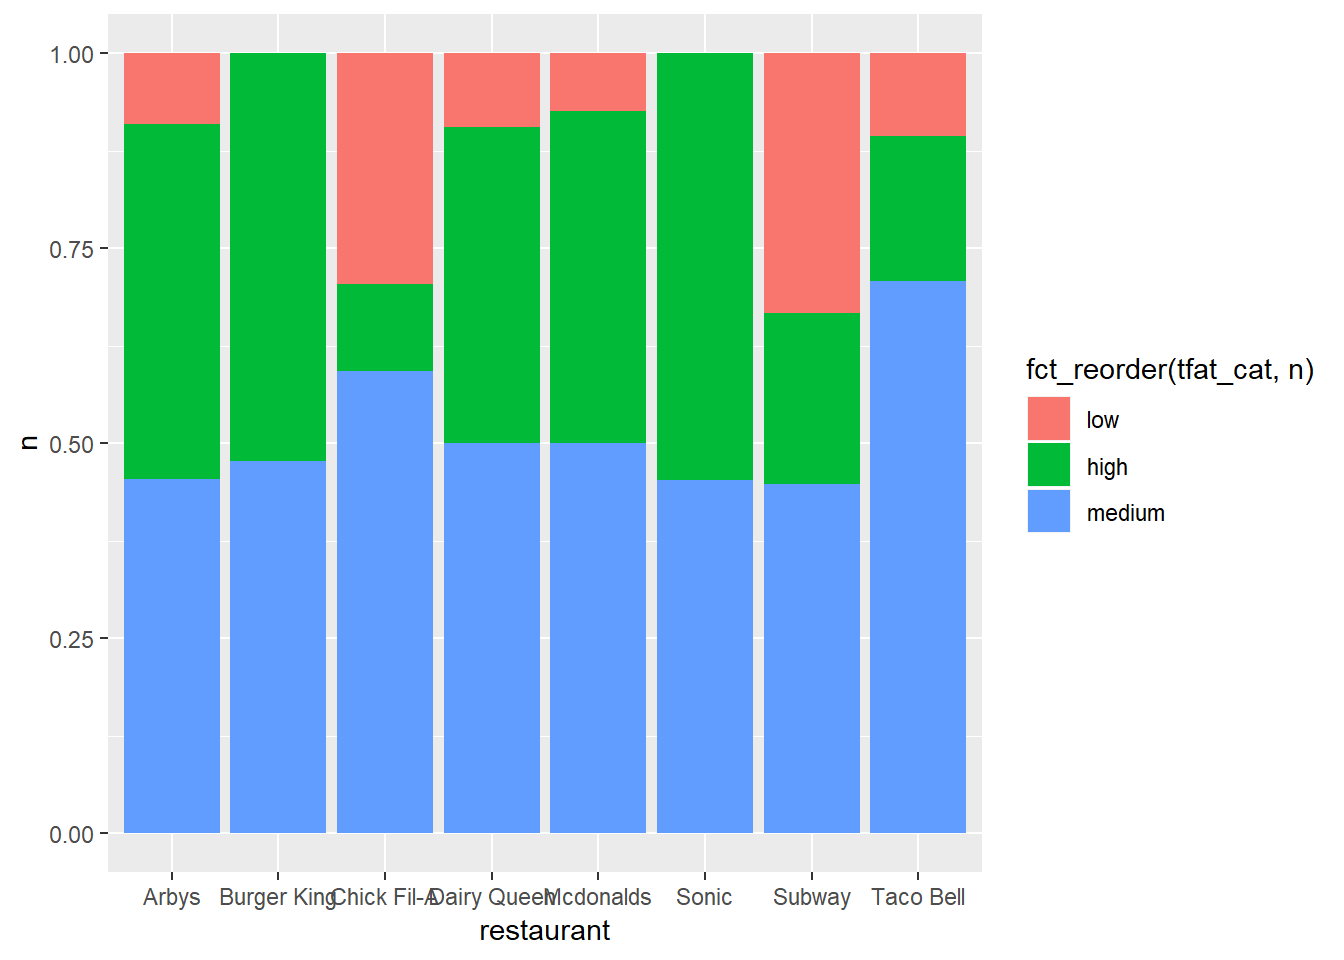 1.00
0.75
0.50
0.25
0.00
n
Arbys Burger King Chick Fil-A Dairy Queen Mcdonalds Sonic Subway Taco Bell
restaurant
fct_reorder(tfat_cat, n)
low
high
medium